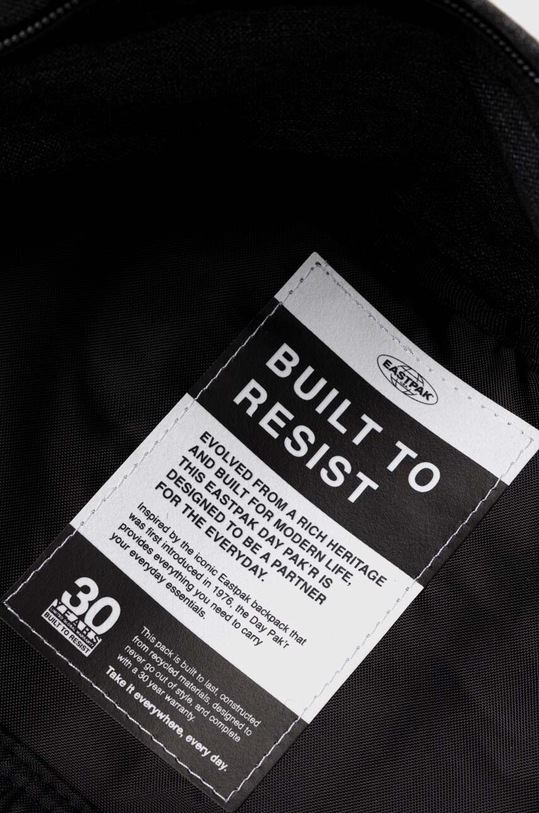 EASTPAK
BUILT TO
RESIST
EVOLVED FROM A RICH HERITAGE
AND BUILT FOR MODERN LIFE,
THIS EASTPAK DAY PAK'R IS
DESIGNED TO BE A PARTNER
FOR THE EVERYDAY.
Inspired by the iconic Eastpak backpack that
was first introduced in 1976, the Day Pak'r
provides everything you need to carry
your everyday essentials.
30
YEARS
BUILT TO RESIST
This pack is built to last, constructed
from recycled materials, designed to
never go out of style, and complete
with a 30 year warranty.
Take it everywhere, every day.